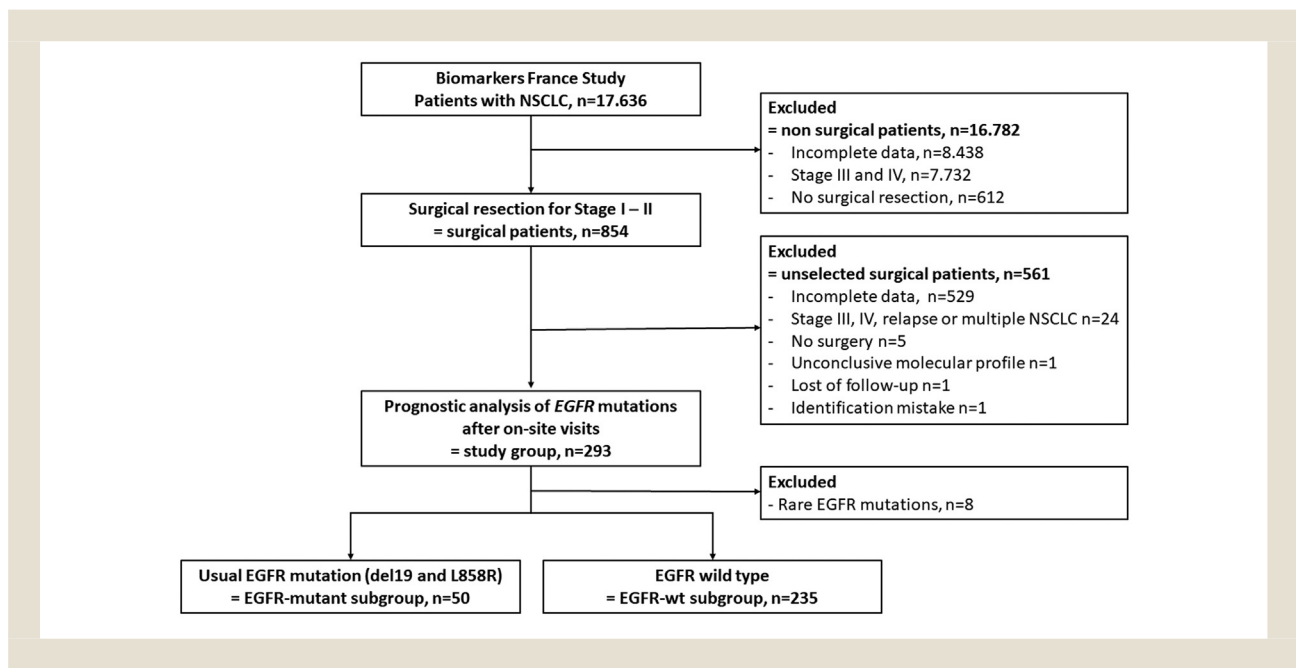 Biomarkers France Study
Patients with NSCLC, n=17.636
Excluded
= non surgical patients, n=16.782
- Incomplete data, n=8.438
- Stage III and IV, n=7.732
- No surgical resection, n=612
Surgical resection for Stage I – II
= surgical patients, n=854
Excluded
= unselected surgical patients, n=561
- Incomplete data, n=529
- Stage III, IV, relapse or multiple NSCLC n=24
- No surgery n=5
- Unconclusive molecular profile n=1
- Lost of follow-up n=1
- Identification mistake n=1
Prognostic analysis of EGFR mutations
after on-site visits
= study group, n=293
Excluded
- Rare EGFR mutations, n=8
Usual EGFR mutation (del19 and L858R)
= EGFR-mutant subgroup, n=50
EGFR wild type
= EGFR-wt subgroup, n=235